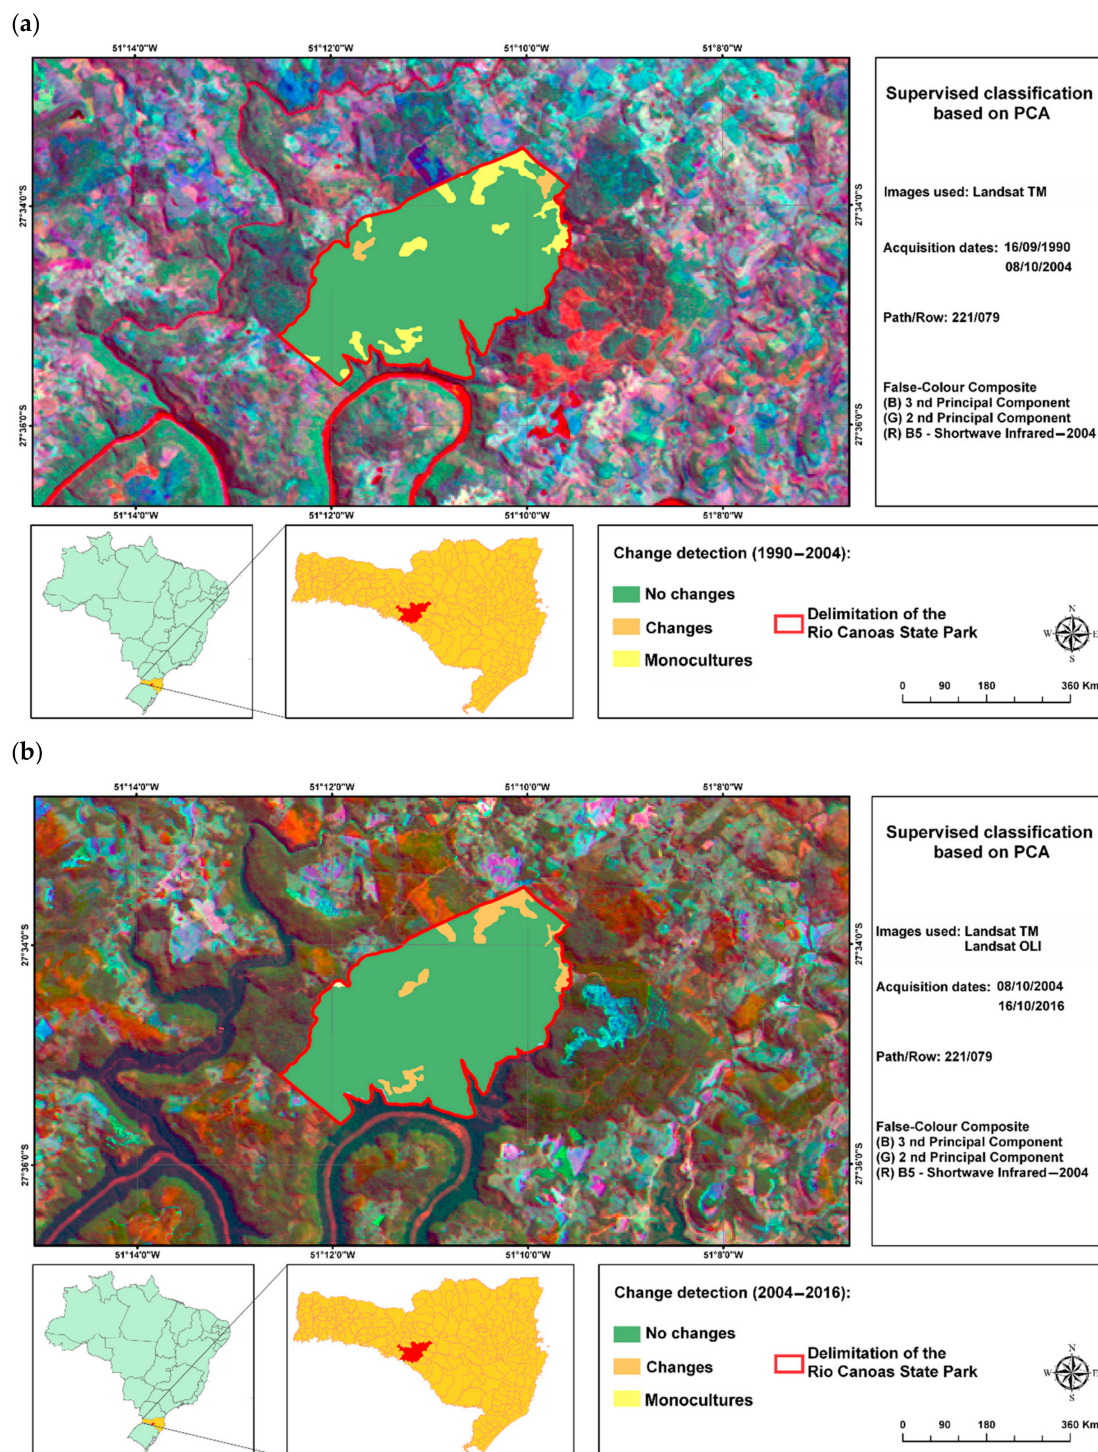 (a)
51°14'0"W 51°12'0"W 51°10'0"W 51°8'0"W
27°34'0"S
27°36'0"S
27°34'0"S
27°36'0"S
51°14'0"W 51°12'0"W 51°10'0"W 51°8'0"W
Supervised classification
based on PCA
Images used: Landsat TM
Acquisition dates: 16/09/1990
08/10/2004
Path/Row: 221/079
False-Colour Composite
(B) 3 nd Principal Component
(G) 2 nd Principal Component
(R) B5 - Shortwave Infrared—2004
Change detection (1990—2004):
No changes
Changes
Monocultures
Delimitation of the
Rio Canoas State Park
N
W E
S
0 90 180 360 Km
(b)
51°14'0"W 51°12'0"W 51°10'0"W 51°8'0"W
27°34'0"S
27°36'0"S
27°34'0"S
27°36'0"S
51°14'0"W 51°12'0"W 51°10'0"W 51°8'0"W
Supervised classification
based on PCA
Images used: Landsat TM
Landsat OLI
Acquisition dates: 08/10/2004
16/10/2016
Path/Row: 221/079
False-Colour Composite
(B) 3 nd Principal Component
(G) 2 nd Principal Component
(R) B5 - Shortwave Infrared—2004
Change detection (2004—2016):
No changes
Changes
Monocultures
Delimitation of the
Rio Canoas State Park
N
W E
S
0 90 180 360 Km